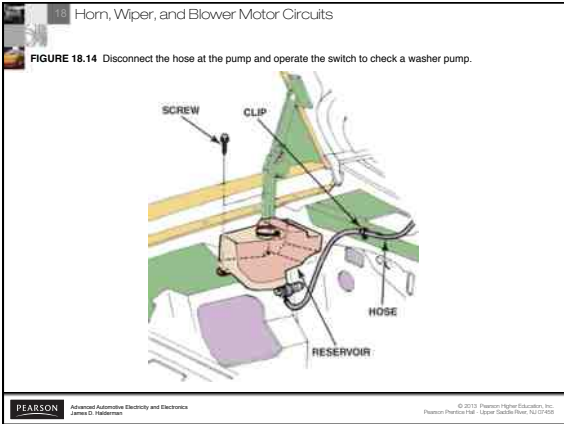 18 Horn, Wiper, and Blower Motor Circuits
FIGURE 18.14 Disconnect the hose at the pump and operate the switch to check a washer pump.
SCREW
CLIP
HOSE
RESERVOIR
PEARSON
Advanced Automotive Electricity and Electronics
James D. Halderman
© 2013 Pearson Higher Education, Inc.
Pearson Prentice Hall - Upper Saddle River, NJ 07458